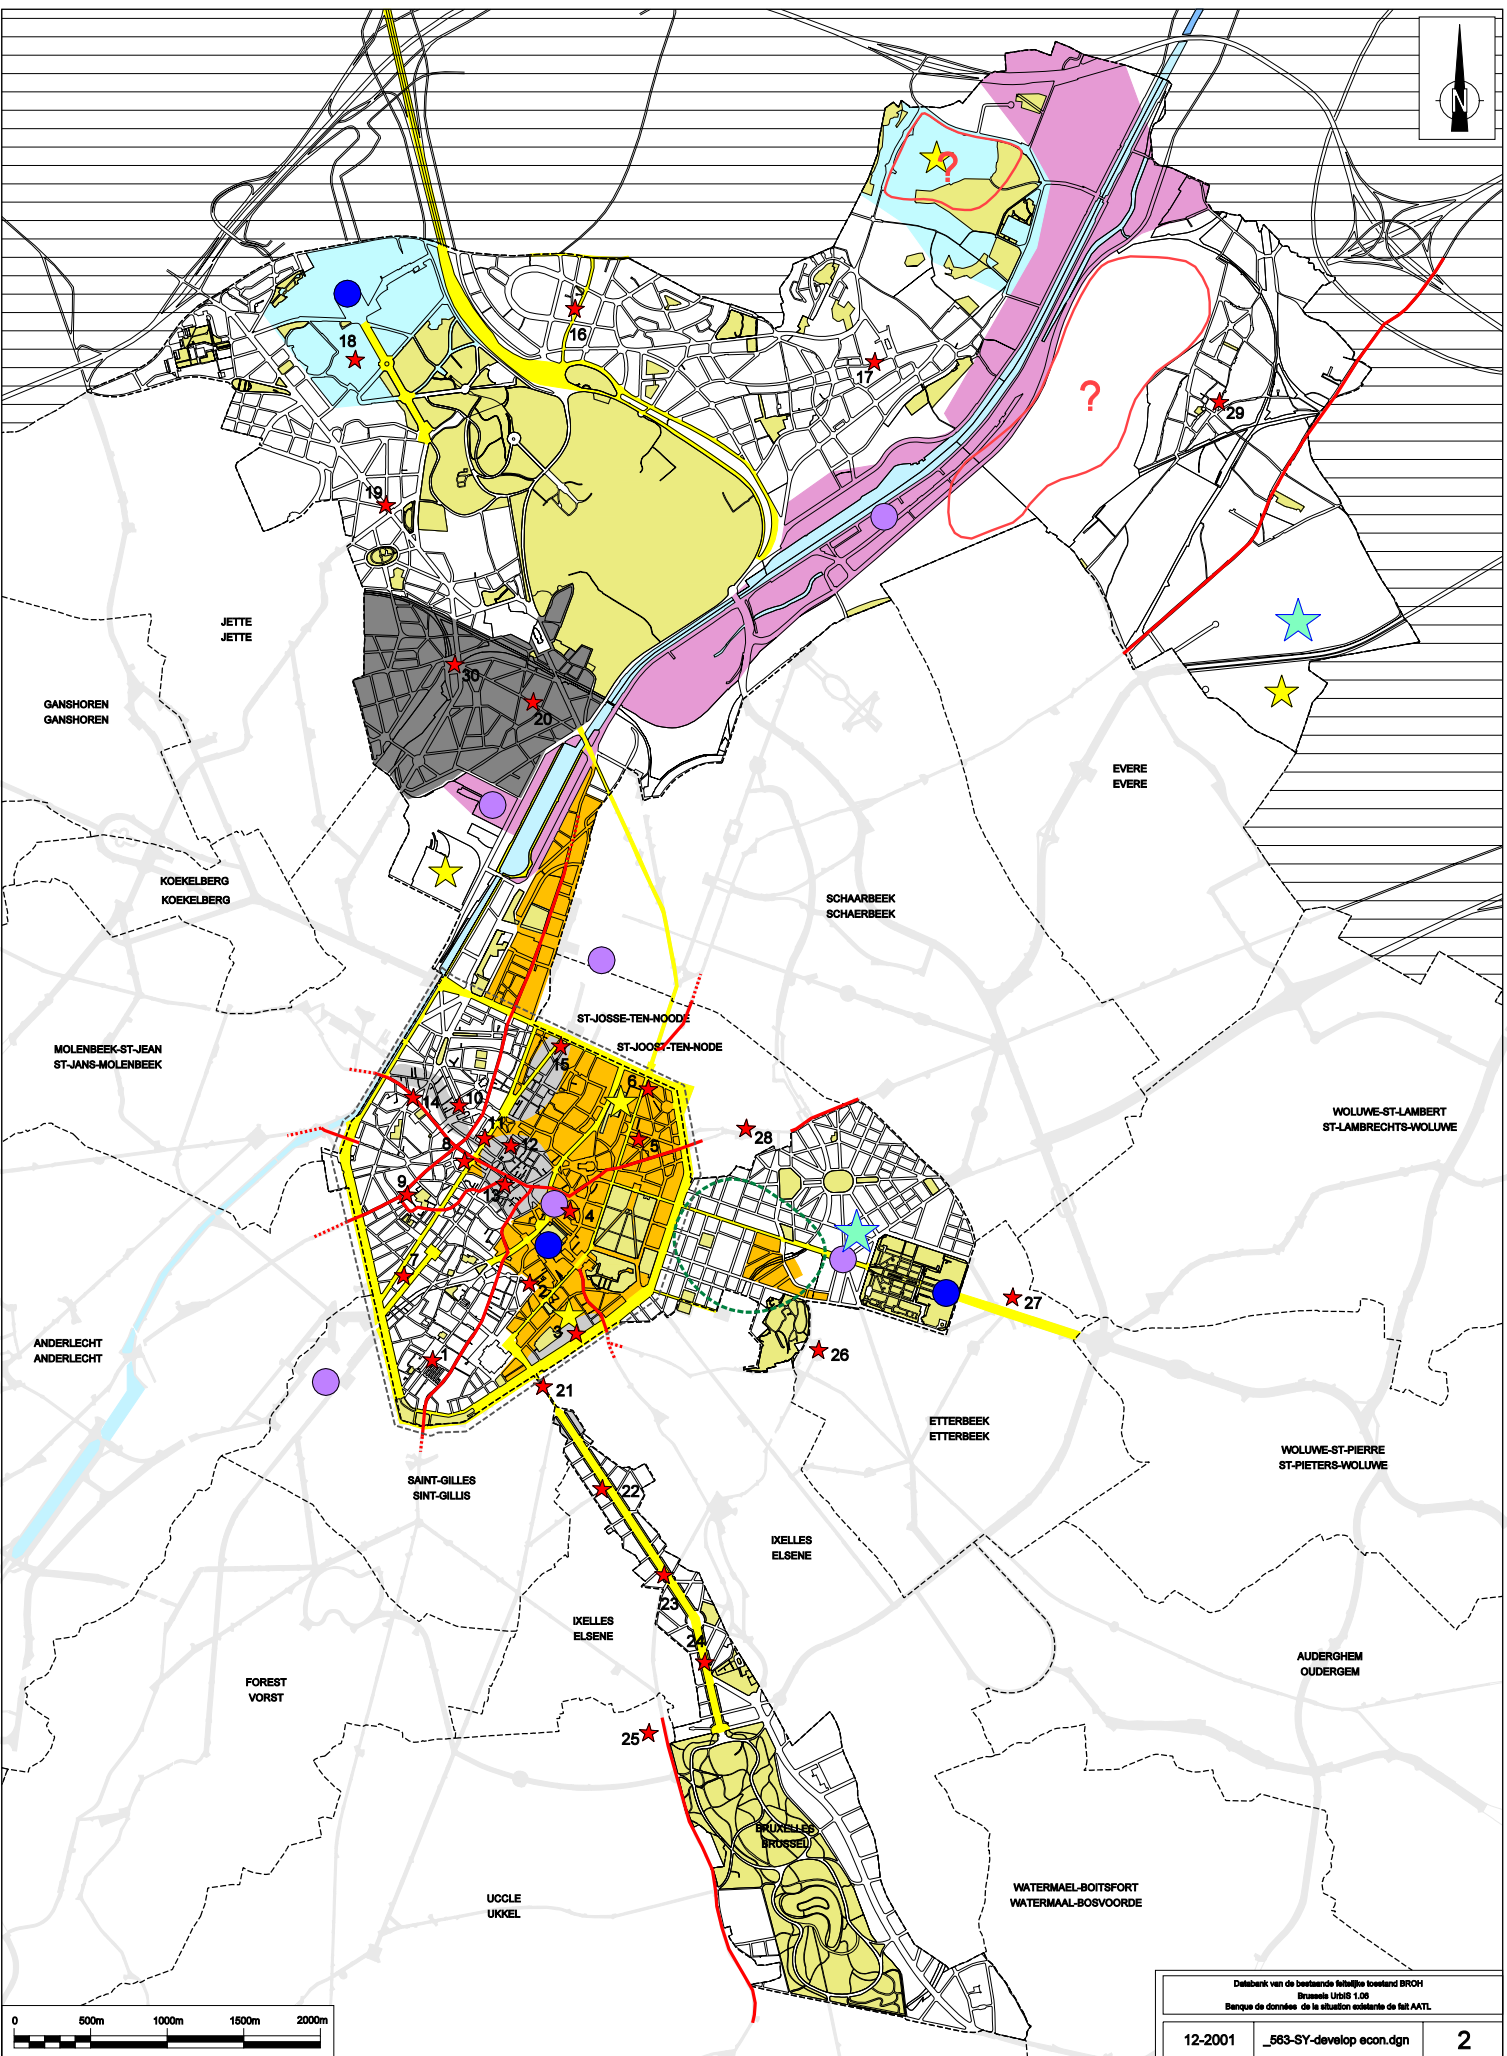 N
?
16
18
17
?
29
19
JETTE
JETTE
30
20
GANSHOREN
GANSHOREN
EVERE
EVERE
KOEKELBERG
KOEKELBERG
SCHAARBEEK
SCHAERBEEK
ST-JOSSE-TEN-NOODE
ST-JOOST-TEN-NODE
MOLENBEEK-ST-JEAN
ST-JANS-MOLENBEEK
15
6
14
10
11
12
8
5
28
WOLUWE-ST-LAMBERT
ST-LAMBRECHTS-WOLUWE
9
13
4
7
2
27
3
ANDERLECHT
ANDERLECHT
1
26
21
ETTERBEEK
ETTERBEEK
WOLUWE-ST-PIERRE
ST-PIETERS-WOLUWE
SAINT-GILLES
SINT-GILLIS
22
IXELLES
ELSENE
23
IXELLES
ELSENE
24
AUDERGHEM
OUDERGEM
FOREST
VORST
25
BRUXELLES
BRUSSEL
WATERMAEL-BOITSFORT
WATERMAAL-BOSVOORDE
UCCLE
UKKEL
Databank van de bestaande feitelijke toestand BROH
Brussels UrbIS 1.06
Banque de données de la situation existante de fait AATL
0 500m 1000m 1500m 2000m
12-2001 _563-SY-develop econ.dgn 2